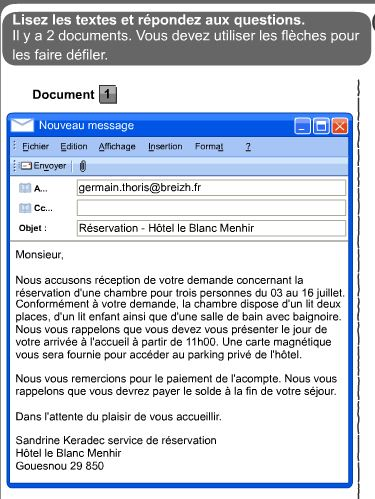 Lisez les textes et répondez aux questions.
Il y a 2 documents. Vous devez utiliser les flèches pour
les faire défiler.
Document 1
Nouveau message
Fichier Edition Affichage Insertion Format ?
Envoyer
A... germain.thoris@breizh.fr
Cc...
Objet : Réservation - Hôtel le Blanc Menhir
Monsieur,
Nous accusons réception de votre demande concernant la
réservation d'une chambre pour trois personnes du 03 au 16 juillet.
Conformément à votre demande, la chambre dispose d'un lit deux
places, d'un lit enfant ainsi que d'une salle de bain avec baignoire.
Nous vous rappelons que vous devez vous présenter le jour de
votre arrivée à l'accueil à partir de 11h00. Une carte magnétique
vous sera fournie pour accéder au parking privé de l'hôtel.
Nous vous remercions pour le paiement de l'acompte. Nous vous
rappelons que vous devrez payer le solde à la fin de votre séjour.
Dans l'attente du plaisir de vous accueillir.
Sandrine Keradec service de réservation
Hôtel le Blanc Menhir
Gouesnou 29 850